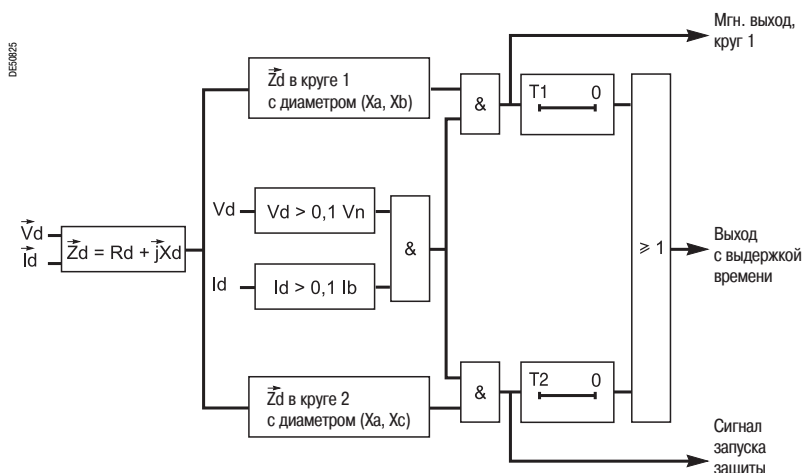 DE50825
Мгн. выход,
круг 1
Zd в круге 1
с диаметром (Xa, Xb)
&
T1 0
Vd
Vd > 0,1 Vn
Vd
Id
Zd = Rd + jXd
&
≥ 1
Выход
с выдержкой
времени
Id
Id > 0,1 Ib
Zd в круге 2
с диаметром (Xa, Xc)
&
T2 0
Сигнал
запуска
защиты